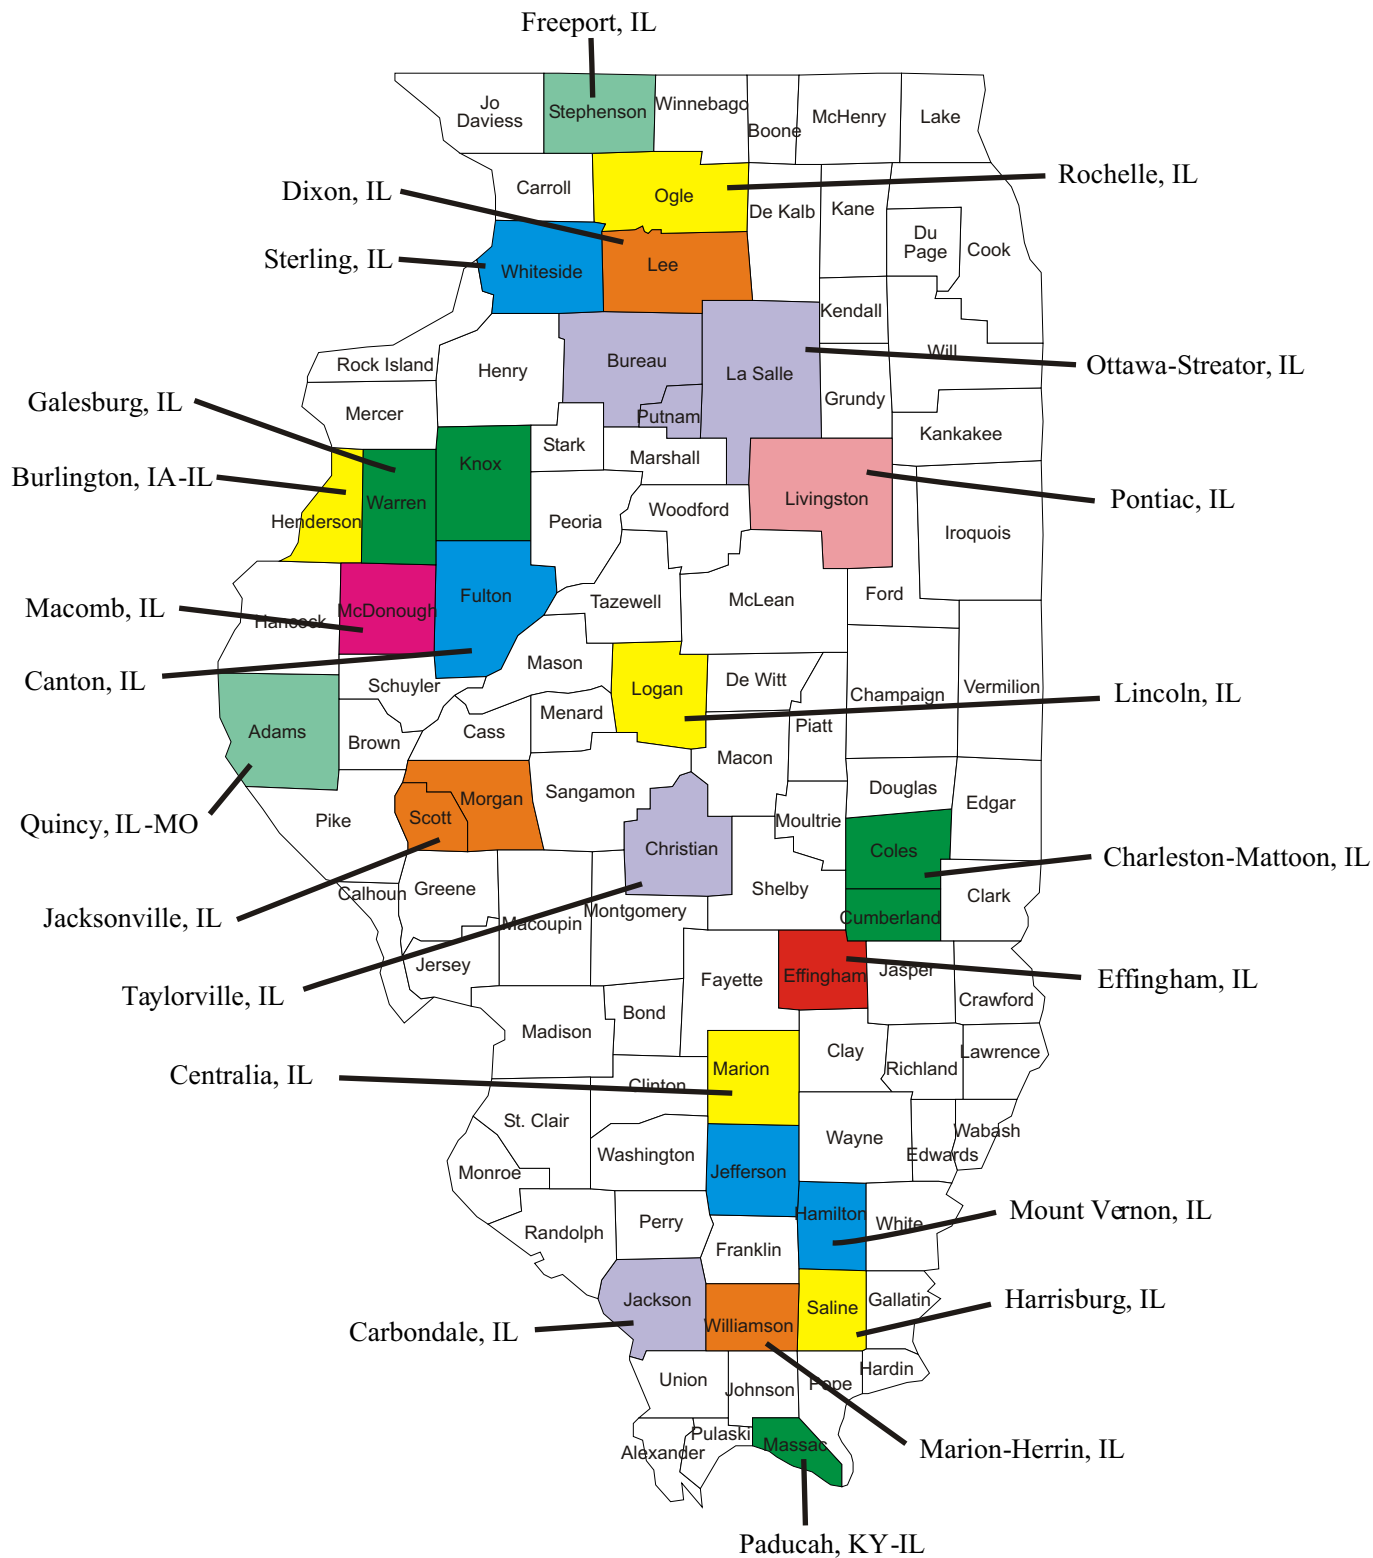 Freeport, IL
Jo
Daviess
Stephenson
Winnebago
Boone
McHenry
Lake
Rochelle, IL
Dixon, IL
Carroll
Ogle
De Kalb
Kane
Du
Page
Cook
Sterling, IL
Whiteside
Lee
Kendall
Will
Rock Island
Henry
Bureau
La Salle
Ottawa-Streator, IL
Galesburg, IL
Mercer
Putnam
Grundy
Kankakee
Stark
Marshall
Burlington, IA-IL
Knox
Warren
Henderson
Peoria
Woodford
Livingston
Pontiac, IL
Iroquois
Macomb, IL
Hancock
McDonough
Fulton
Tazewell
McLean
Ford
Canton, IL
Schuyler
Mason
Logan
De Witt
Champaign
Vermilion
Lincoln, IL
Adams
Brown
Cass
Menard
Piatt
Macon
Quincy, IL-MO
Pike
Scott
Morgan
Sangamon
Christian
Moultrie
Douglas
Edgar
Coles
Charleston-Mattoon, IL
Jacksonville, IL
Calhoun
Greene
Macoupin
Montgomery
Shelby
Cumberland
Clark
Taylorville, IL
Jersey
Fayette
Effingham
Jasper
Crawford
Effingham, IL
Madison
Bond
Clay
Richland
Lawrence
Centralia, IL
Clinton
Marion
St. Clair
Washington
Wayne
Edwards
Wabash
Monroe
Jefferson
Hamilton
White
Mount Vernon, IL
Randolph
Perry
Franklin
Jackson
Williamson
Saline
Gallatin
Harrisburg, IL
Carbondale, IL
Union
Johnson
Pope
Hardin
Alexander
Pulaski
Massac
Marion-Herrin, IL
Paducah, KY-IL